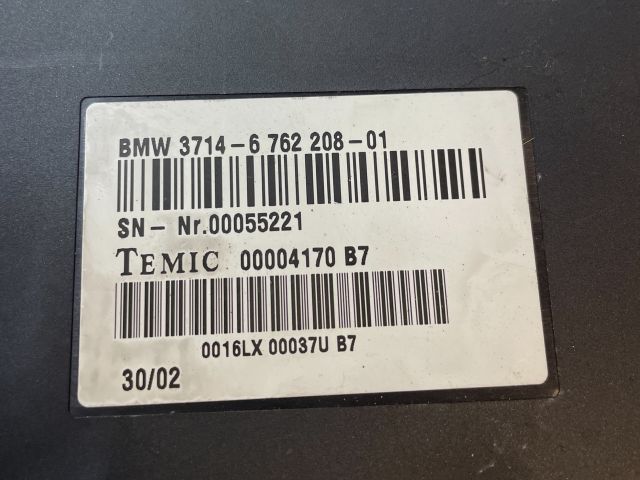 BMW 3714-6 762 208-01
SN- Nr.00055221
TEMIC 00004170 B7
0016LX 00037U B7
30/02